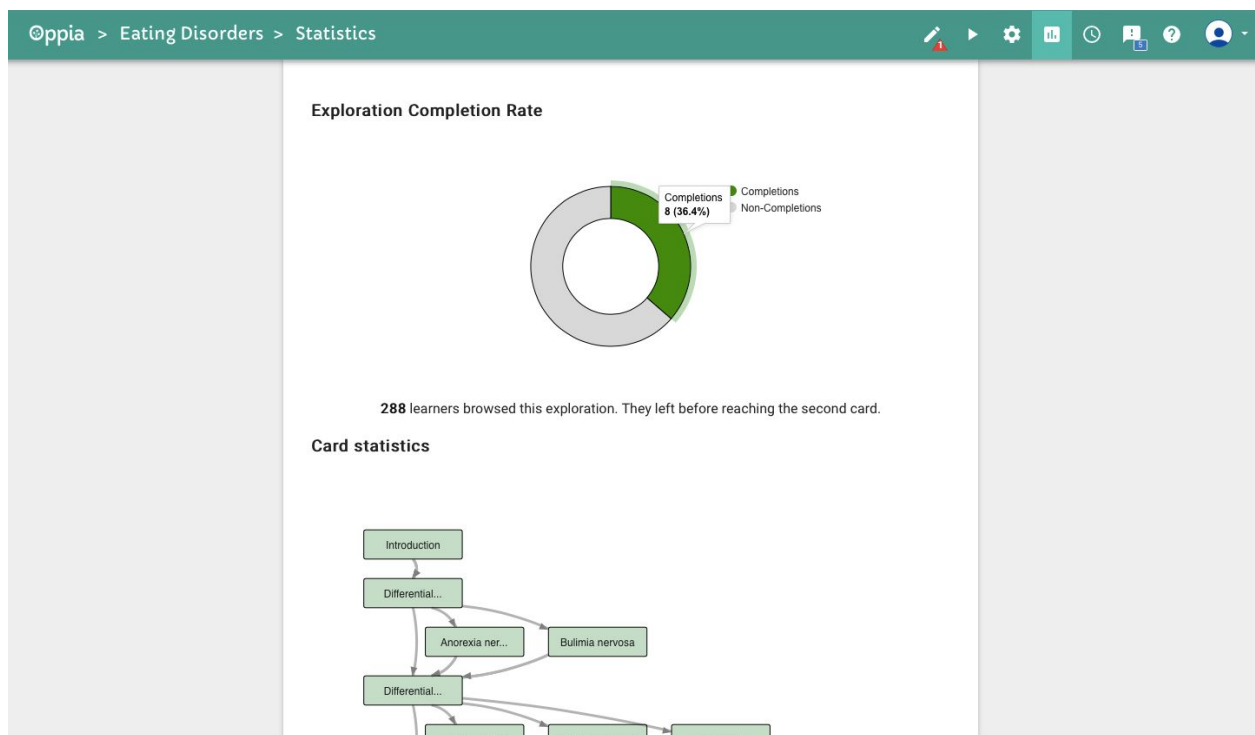 Oppia > Eating Disorders > Statistics
1
5
Exploration Completion Rate
Completions
8 (36.4%)
Completions
Non-Completions
288 learners browsed this exploration. They left before reaching the second card.
Card statistics
Introduction
Differential...
Anorexia ner...
Bulimia nervosa
Differential...